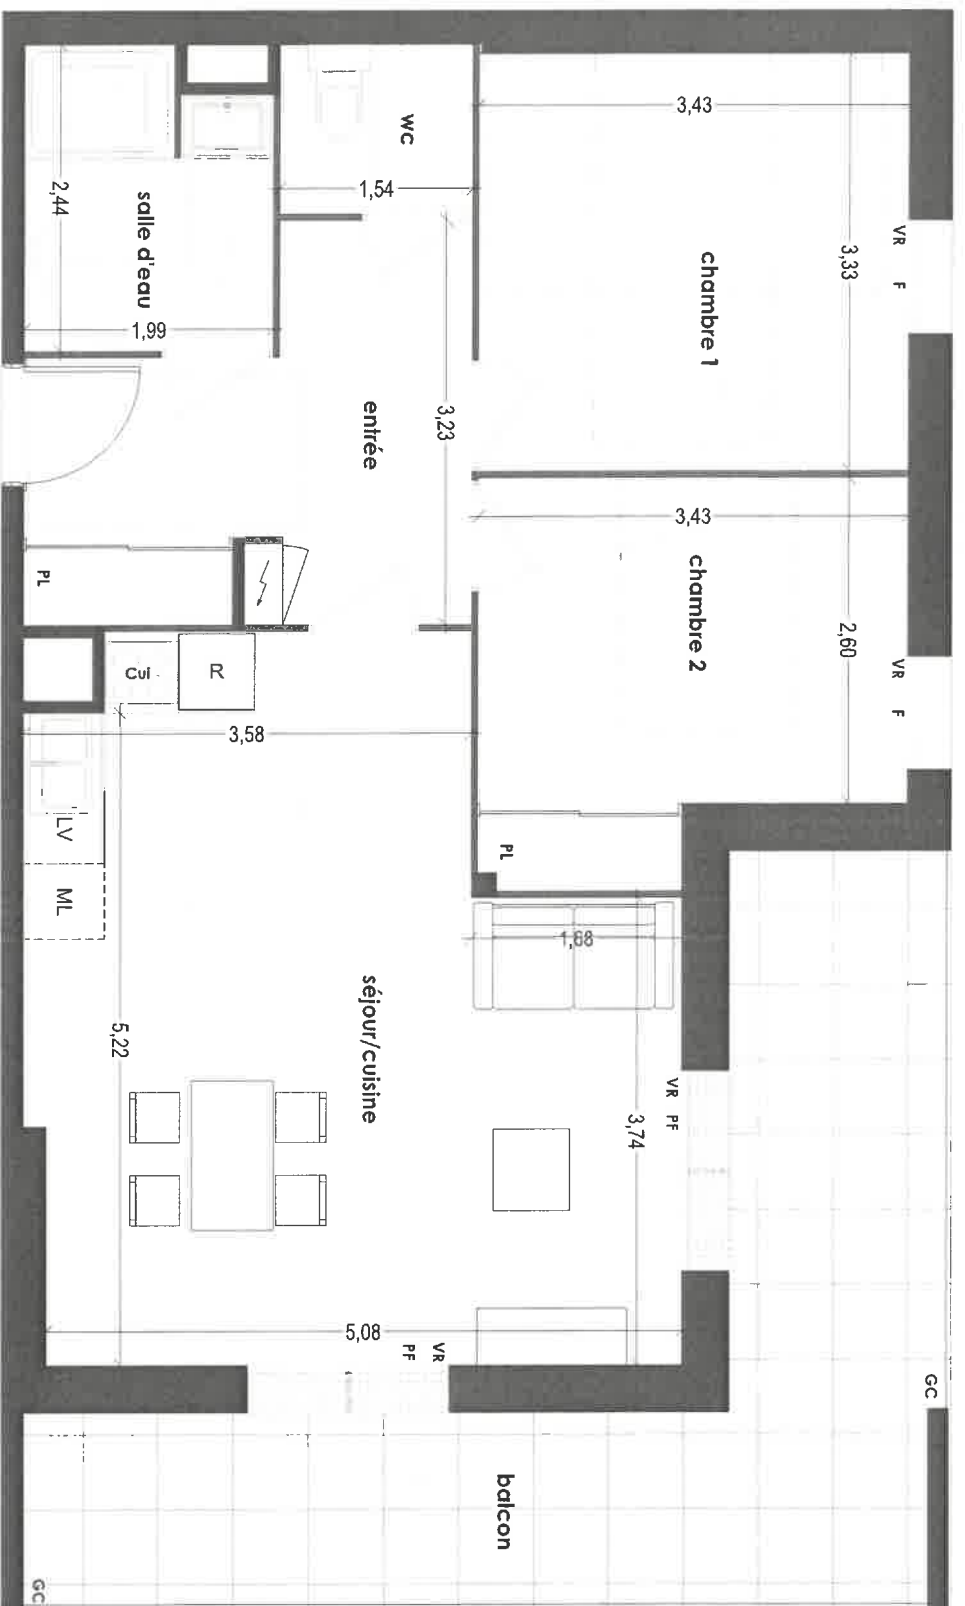 wc
3,43
1,54
2,44
salle d'eau
1,99
VR F
3,33
chambre 1
entrée
3,23
3,43
chambre 2
2,60
VR F
PL
Cui
R
3,58
PL
LV
ML
1,68
séjour/cuisine
5,22
VR PF
3,74
5,08
VR
PF
GC
balcon
GC